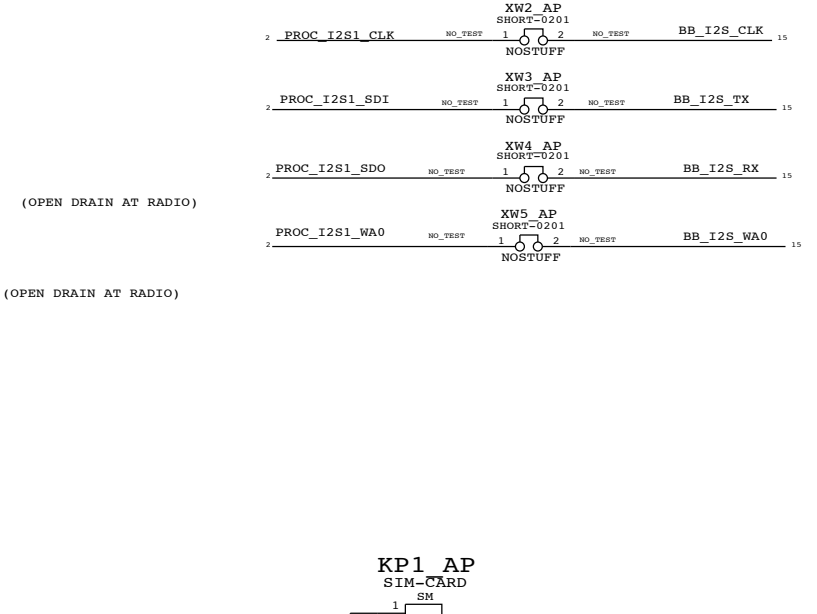 XW2_AP
SHORT-0201
2 PROC_I2S1_CLK NO_TEST 1 2 NO_TEST BB_I2S_CLK 15
NOSTUFF
XW3_AP
SHORT-0201
2 PROC_I2S1_SDI NO_TEST 1 2 NO_TEST BB_I2S_TX 15
NOSTUFF
XW4_AP
SHORT-0201
2 PROC_I2S1_SDO NO_TEST 1 2 NO_TEST BB_I2S_RX 15
NOSTUFF
(OPEN DRAIN AT RADIO)
XW5_AP
SHORT-0201
2 PROC_I2S1_WA0 NO_TEST 1 2 NO_TEST BB_I2S_WA0 15
NOSTUFF
(OPEN DRAIN AT RADIO)
KP1_AP
SIM-CARD
SM
1